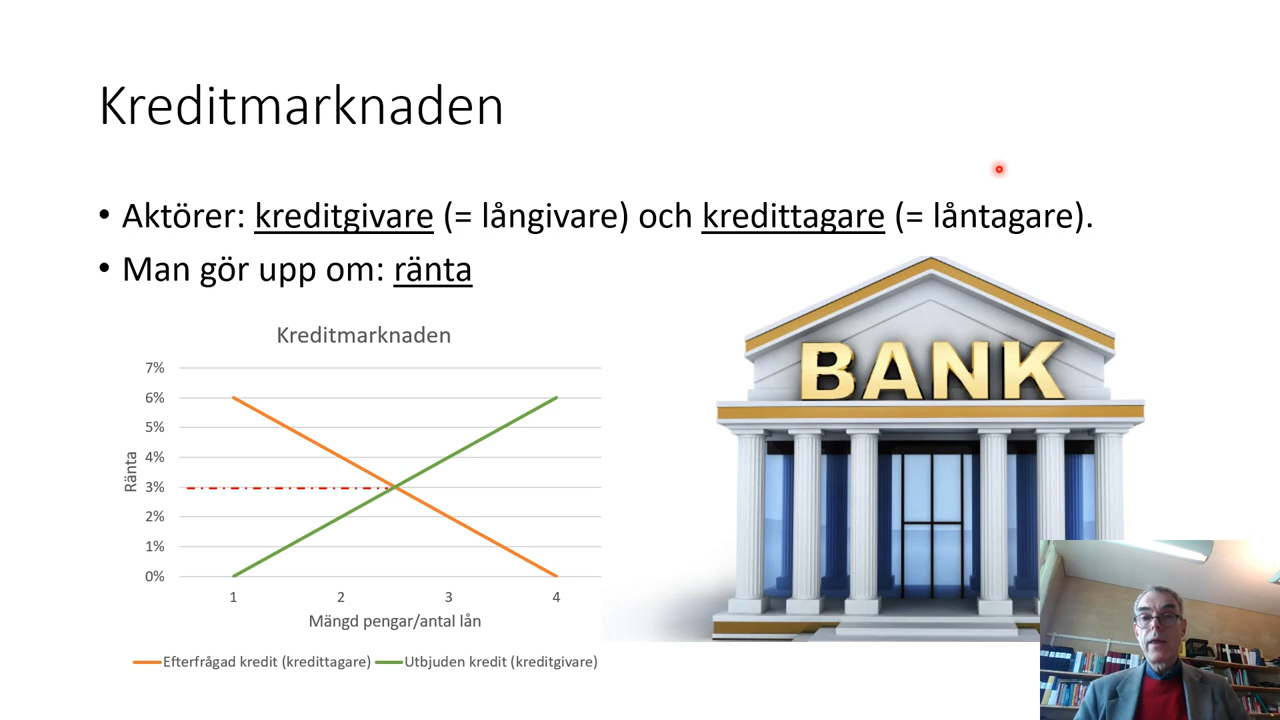 Kreditmarknaden
• Aktörer: kreditgivare (= långivare) och kredittagare (= låntagare).
• Man gör upp om: ränta
Kreditmarknaden
7%
6%
5%
4%
3%
2%
1%
0%
Ränta
1 2 3 4
Mängd pengar/antal lån
Efterfrågad kredit (kredittagare) Utbjuden kredit (kreditgivare)
BANK